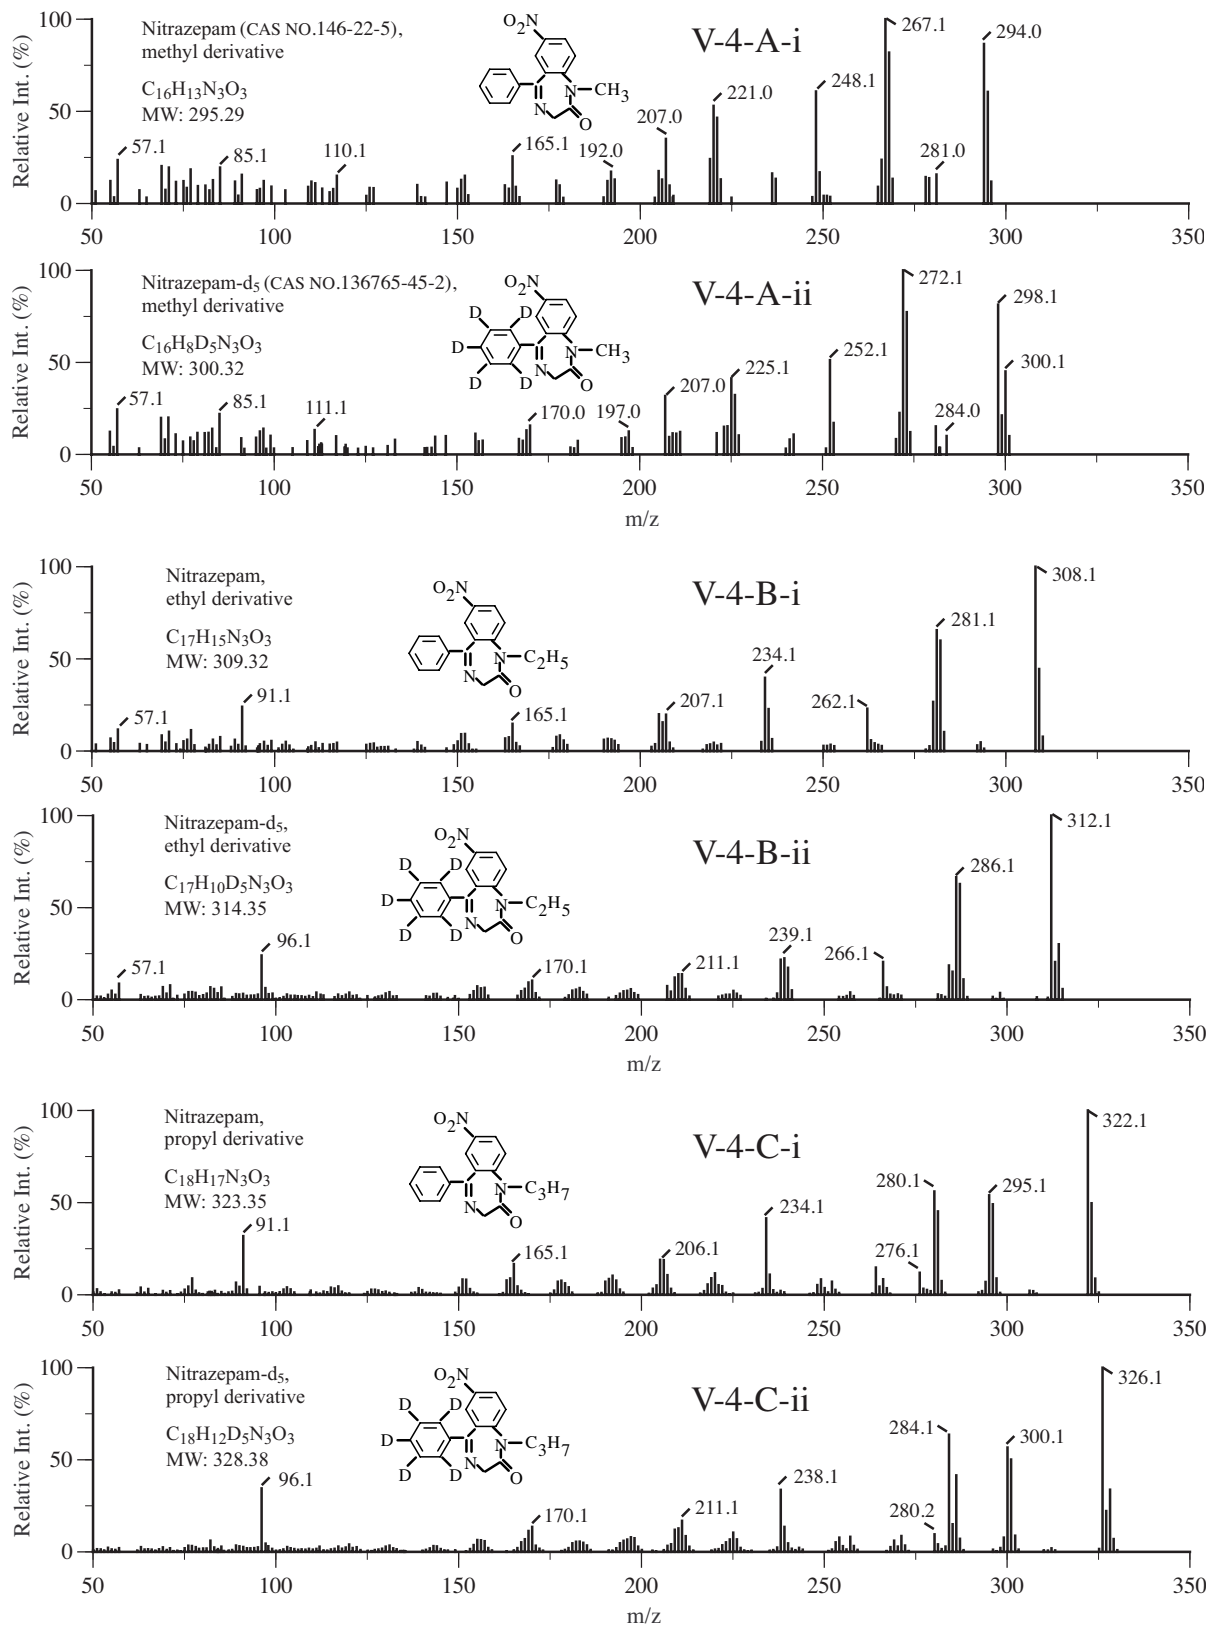 Nitrazepam (CAS NO.146-22-5),
methyl derivative
C16H13N3O3
MW: 295.29
V-4-A-i
O2N
N
CH3
N
O
Relative Int. (%)
100
50
0
57.1
85.1
110.1
165.1
192.0
207.0
221.0
248.1
267.1
281.0
294.0
50 100 150 200 250 300 350
Nitrazepam-d5 (CAS NO.136765-45-2),
methyl derivative
C16H8D5N3O3
MW: 300.32
V-4-A-ii
O2N
D D
D
D D
N
CH3
N
O
Relative Int. (%)
100
50
0
57.1
85.1
111.1
170.0
197.0
207.0
225.1
252.1
272.1
284.0
298.1
300.1
50 100 150 200 250 300 350
m/z
Nitrazepam,
ethyl derivative
C17H15N3O3
MW: 309.32
V-4-B-i
O2N
N
C2H5
N
O
Relative Int. (%)
100
50
0
57.1
91.1
165.1
207.1
234.1
262.1
281.1
308.1
50 100 150 200 250 300 350
Nitrazepam-d5,
ethyl derivative
C17H10D5N3O3
MW: 314.35
V-4-B-ii
O2N
D D
D
D D
N
C2H5
N
O
Relative Int. (%)
100
50
0
57.1
96.1
170.1
211.1
239.1
266.1
286.1
312.1
50 100 150 200 250 300 350
m/z
Nitrazepam,
propyl derivative
C18H17N3O3
MW: 323.35
V-4-C-i
O2N
N
C3H7
N
O
Relative Int. (%)
100
50
0
91.1
165.1
206.1
234.1
276.1
280.1
295.1
322.1
50 100 150 200 250 300 350
Nitrazepam-d5,
propyl derivative
C18H12D5N3O3
MW: 328.38
V-4-C-ii
O2N
D D
D
D D
N
C3H7
N
O
Relative Int. (%)
100
50
0
96.1
170.1
211.1
238.1
280.2
284.1
300.1
326.1
50 100 150 200 250 300 350
m/z